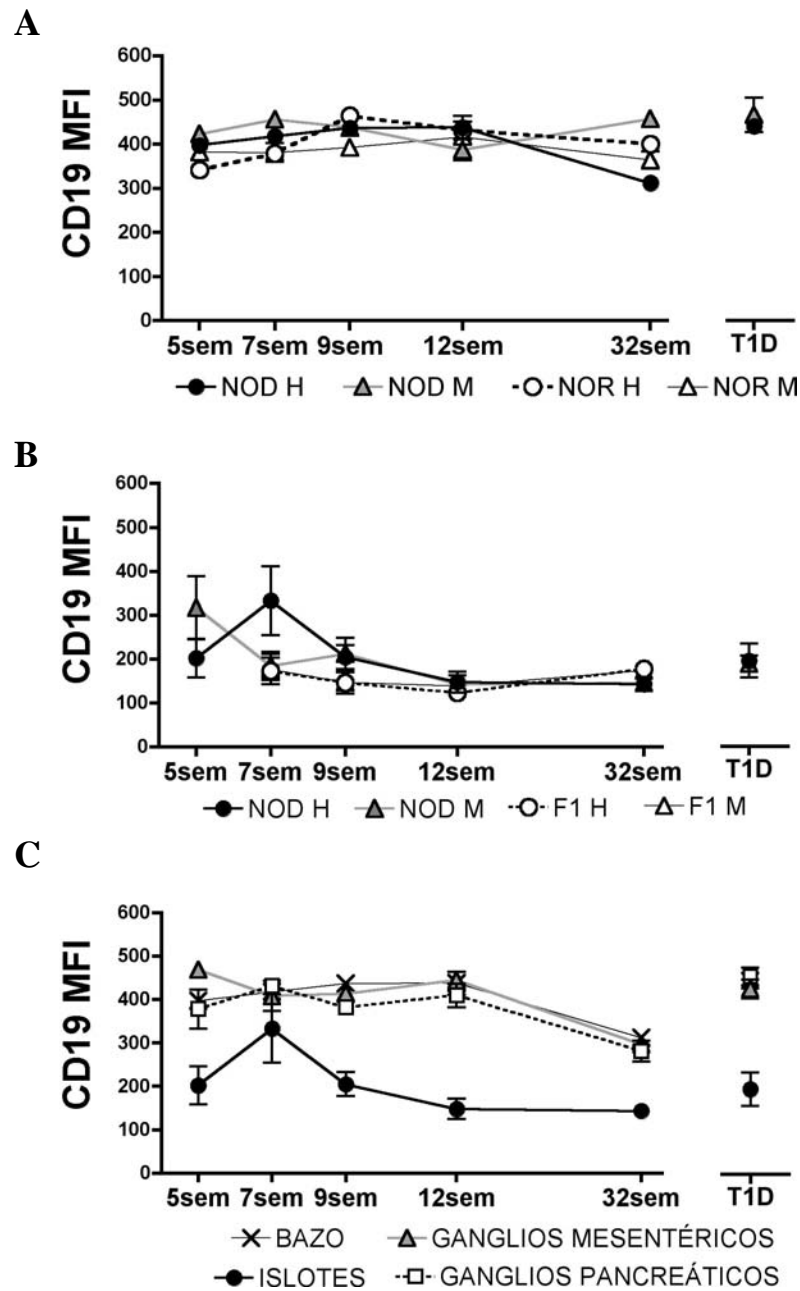 A
CD19 MFI
600
500
400
300
200
100
0
5sem 7sem 9sem 12sem 32sem T1D
NOD H NOD M NOR H NOR M
B
CD19 MFI
600
500
400
300
200
100
0
5sem 7sem 9sem 12sem 32sem T1D
NOD H NOD M F1 H F1 M
C
CD19 MFI
600
500
400
300
200
100
0
5sem 7sem 9sem 12sem 32sem T1D
BAZO GANGLIOS MESENTÉRICOS
ISLOTES GANGLIOS PANCREÁTICOS